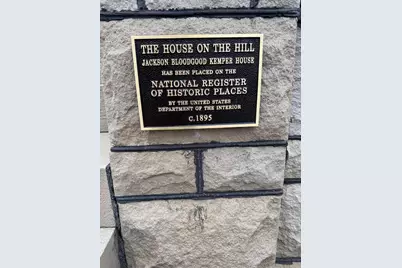 THE HOUSE ON THE HILL
JACKSON BLOODGOOD KEMPER HOUSE
HAS BEEN PLACED ON THE
NATIONAL REGISTER
OF HISTORIC PLACES
BY THE UNITED STATES
DEPARTMENT OF THE INTERIOR
C.1895